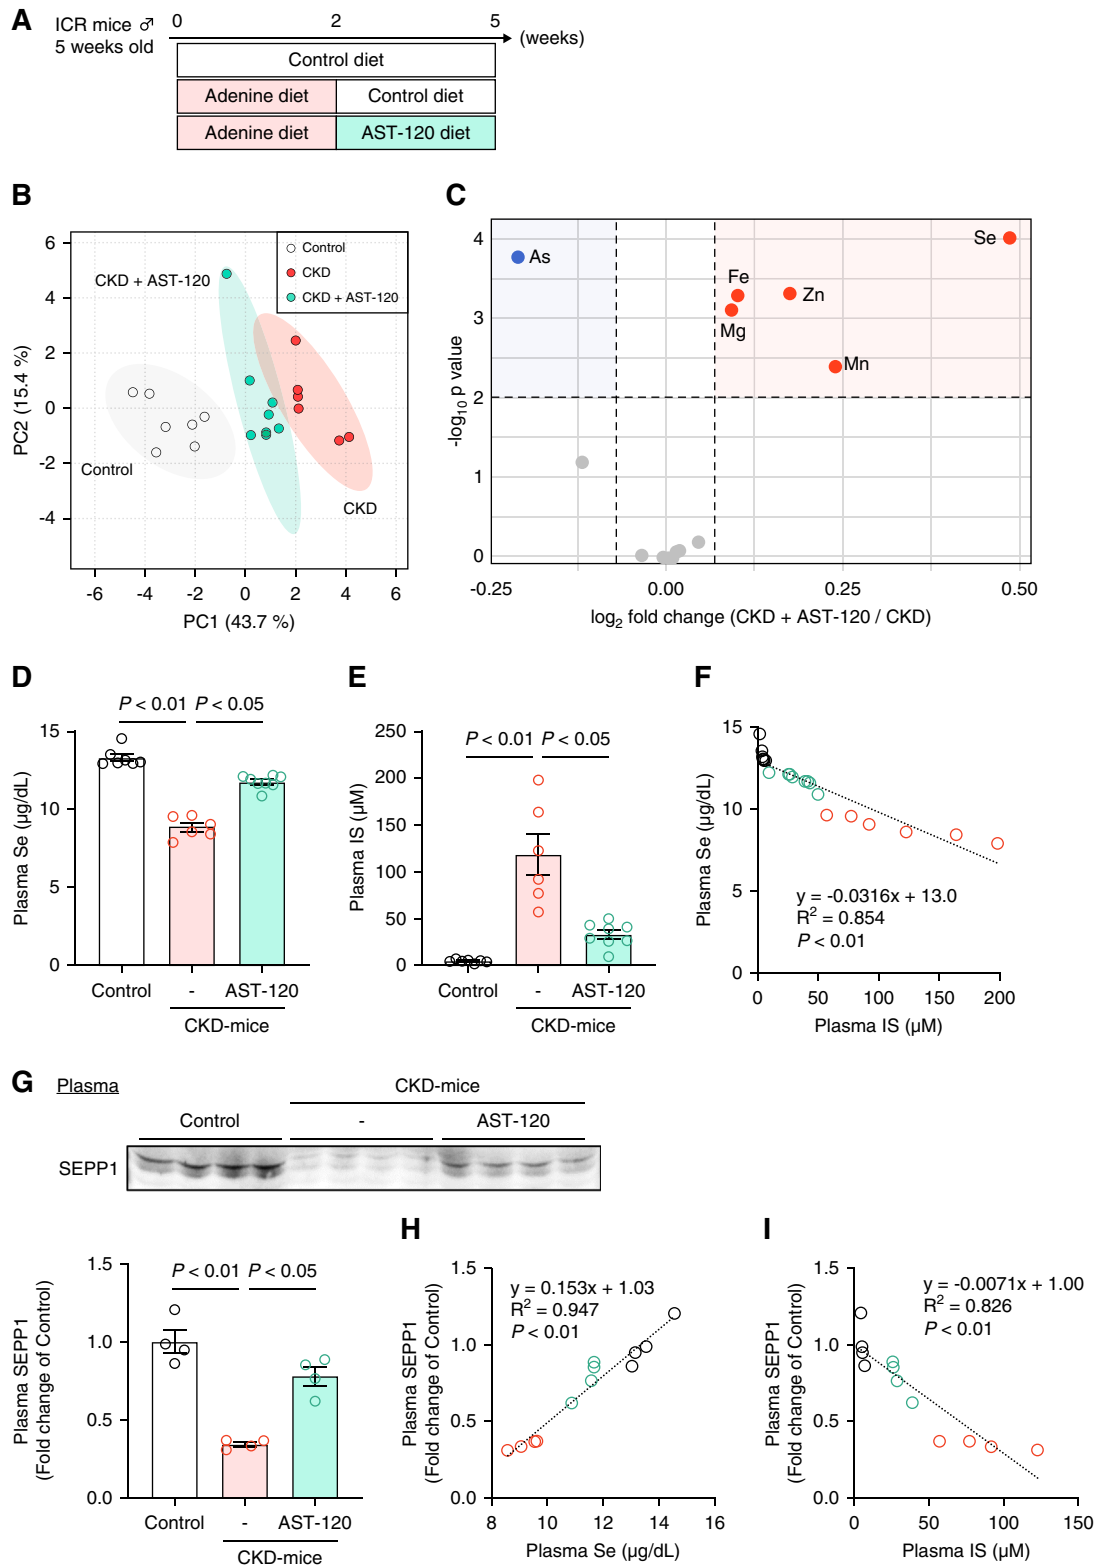 A
ICR mice ♂
5 weeks old
0 2 5
(weeks)
Control diet
Adenine diet Control diet
Adenine diet AST-120 diet
B
Control
CKD
CKD + AST-120
CKD + AST-120
Control
CKD
6
4
2
0
-2
-4
PC2 (15.4 %)
-6 -4 -2 0 2 4 6
PC1 (43.7 %)
C
4
3
2
1
0
-log10 p value
As
Se
Fe
Zn
Mg
Mn
-0.25 0.00 0.25 0.50
log2 fold change (CKD + AST-120 / CKD)
D
P < 0.01 P < 0.05
15
10
5
0
Plasma Se (µg/dL)
Control - AST-120
CKD-mice
E
250
200
150
100
50
0
P < 0.01 P < 0.05
Plasma IS (µM)
Control - AST-120
CKD-mice
F
15
10
5
0
Plasma Se (µg/dL)
y = -0.0316x + 13.0
R2 = 0.854
P < 0.01
0 50 100 150 200
Plasma IS (µM)
G
Plasma
CKD-mice
Control - AST-120
SEPP1
1.5
1.0
0.5
0.0
P < 0.01 P < 0.05
Plasma SEPP1
(Fold change of Control)
Control - AST-120
CKD-mice
H
1.5
1.0
0.5
0.0
y = 0.153x + 1.03
R2 = 0.947
P < 0.01
Plasma SEPP1
(Fold change of Control)
8 10 12 14 16
Plasma Se (µg/dL)
I
1.5
1.0
0.5
0.0
y = -0.0071x + 1.00
R2 = 0.826
P < 0.01
Plasma SEPP1
(Fold change of Control)
0 50 100 150
Plasma IS (µM)